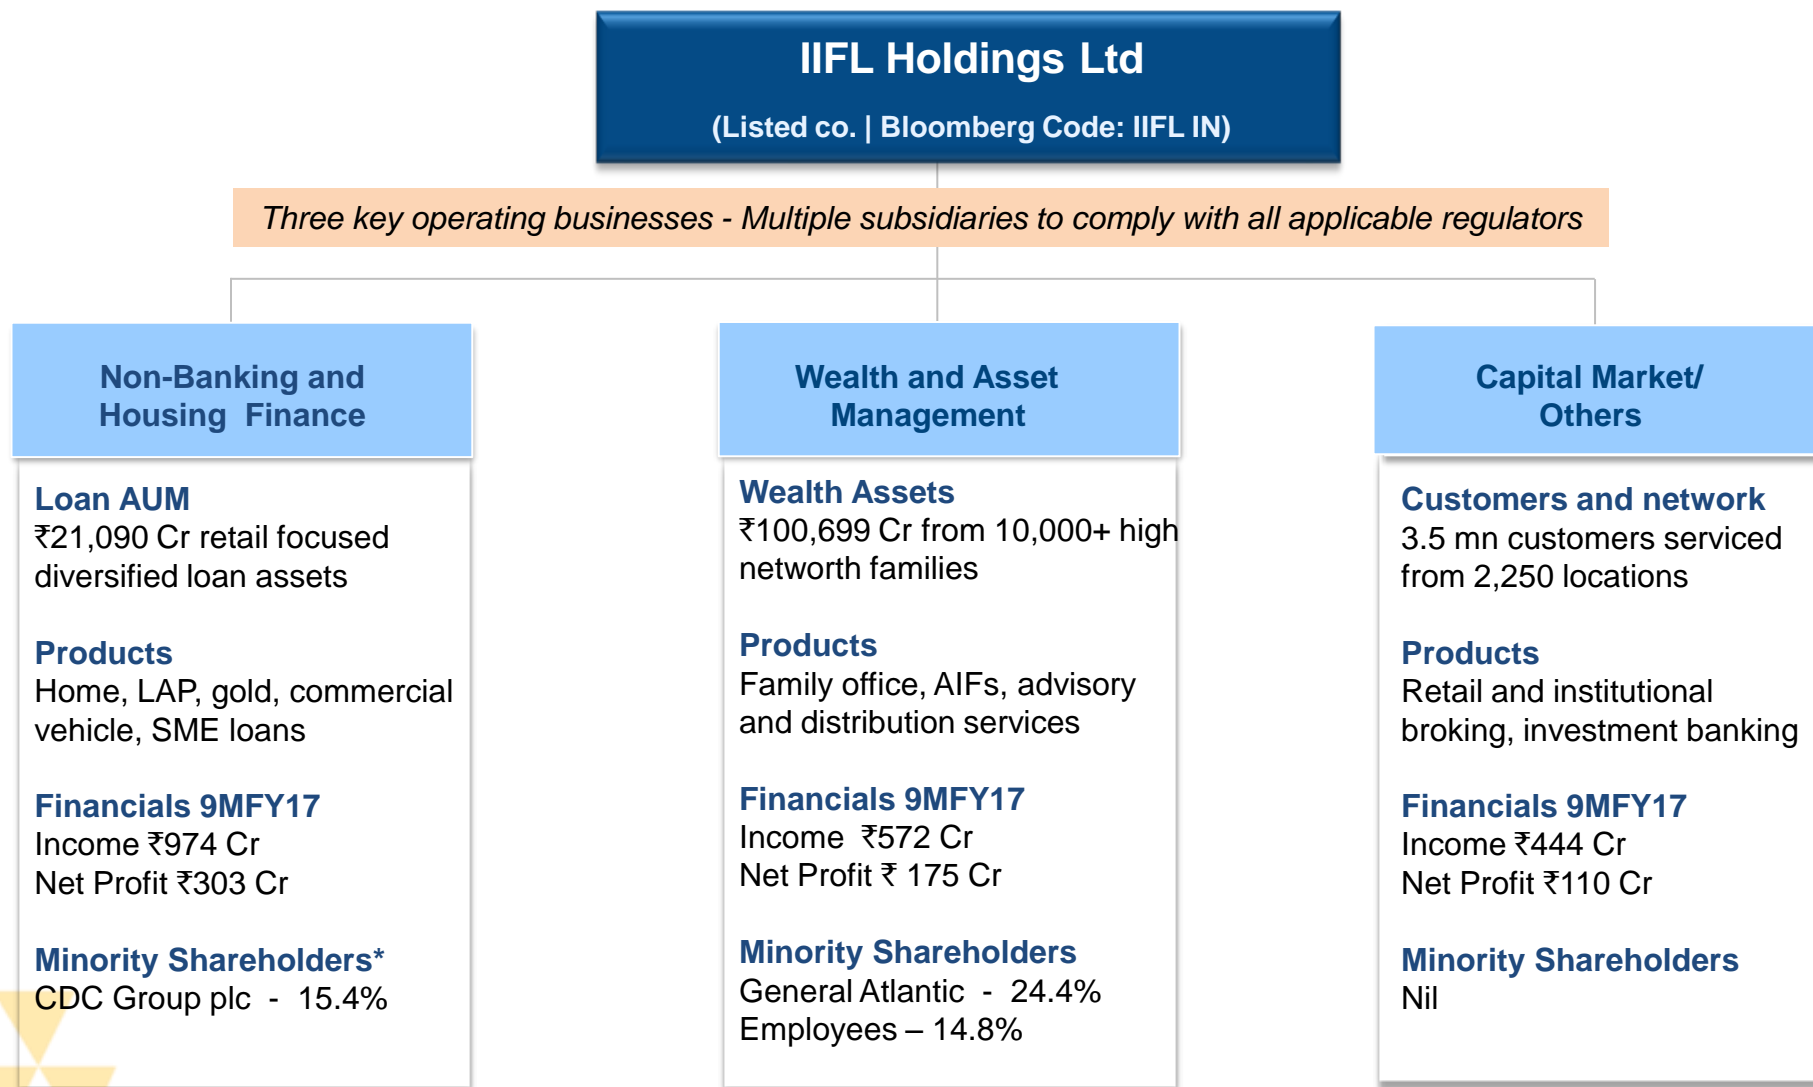 IIFL Holdings Ltd
(Listed co. | Bloomberg Code: IIFL IN)
Three key operating businesses - Multiple subsidiaries to comply with all applicable regulators
Non-Banking and
Housing Finance
Loan AUM
₹21,090 Cr retail focused
diversified loan assets
Products
Home, LAP, gold, commercial
vehicle, SME loans
Financials 9MFY17
Income ₹974 Cr
Net Profit ₹303 Cr
Minority Shareholders*
CDC Group plc - 15.4%
Wealth and Asset
Management
Wealth Assets
₹100,699 Cr from 10,000+ high
networth families
Products
Family office, AIFs, advisory
and distribution services
Financials 9MFY17
Income ₹572 Cr
Net Profit ₹ 175 Cr
Minority Shareholders
General Atlantic - 24.4%
Employees – 14.8%
Capital Market/
Others
Customers and network
3.5 mn customers serviced
from 2,250 locations
Products
Retail and institutional
broking, investment banking
Financials 9MFY17
Income ₹444 Cr
Net Profit ₹110 Cr
Minority Shareholders
Nil